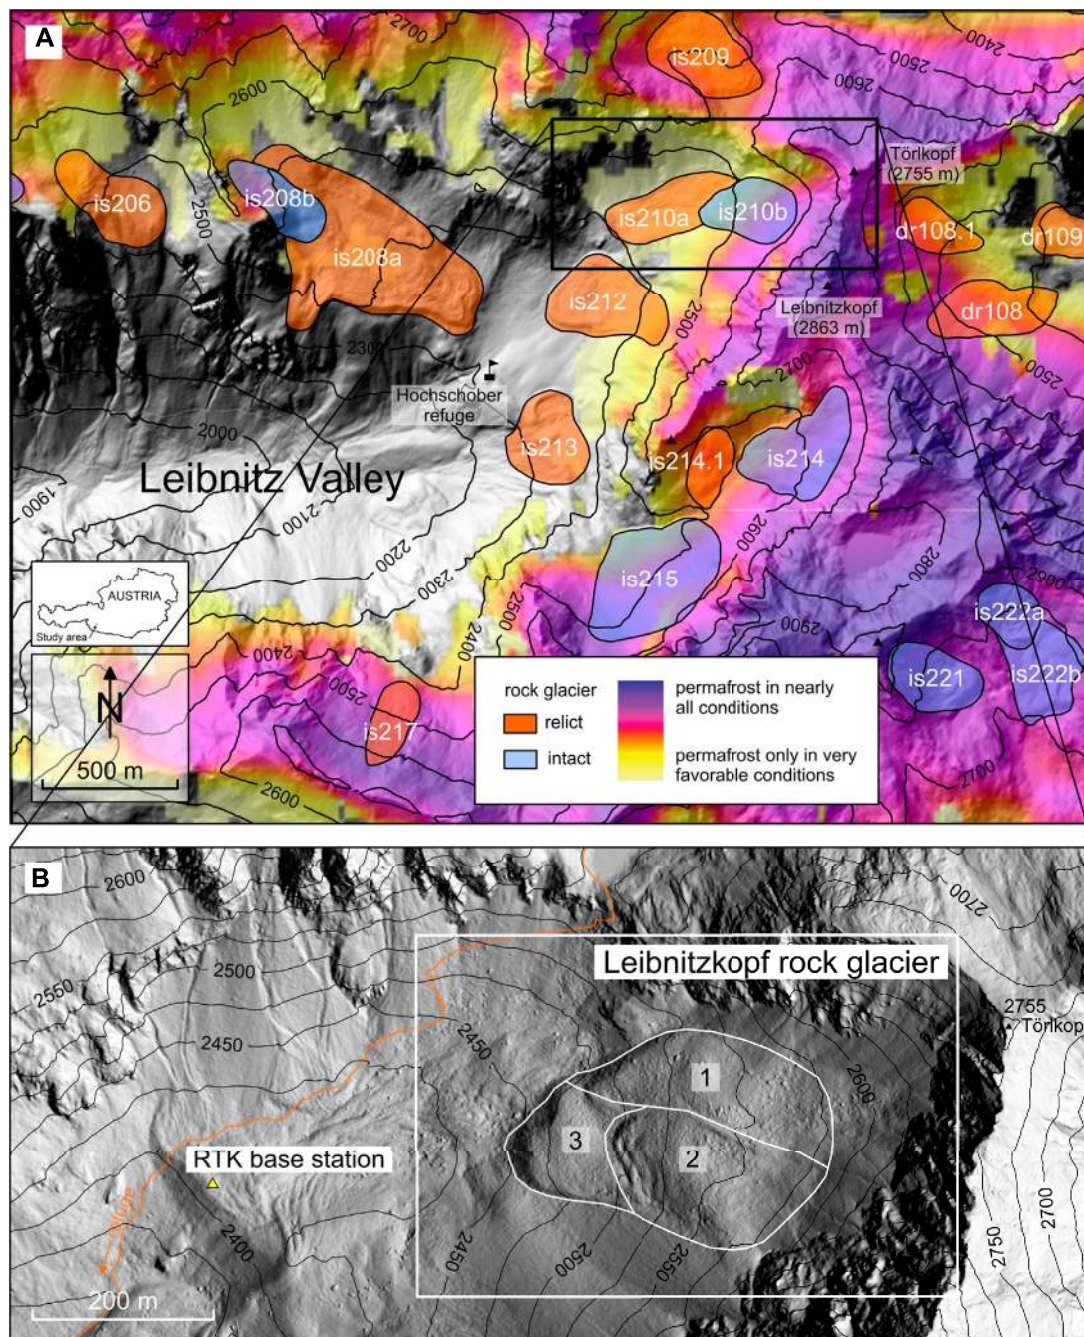 A
2700
2400
2500
2600
2600
is209
Törlkopf
(2755 m)
is206
is208b
2500
is210a
is210b
dr108.1
dr109
is208a
is212
Leibnitzkopf
(2863 m)
dr108
2500
2300
2700
2500
Hochschober
refuge
2000
is213
is214.1
is214
Leibnitz Valley
1900
2100
2200
2600
2300
2800
is215
AUSTRIA
Study area
2500
2400
2900
is222a
2400
2500
N
500 m
is217
rock glacier
relict
intact
permafrost in nearly
all conditions
permafrost only in very
favorable conditions
is221
is222b
2700
B
2600
2700
2500
2550
Leibnitzkopf rock glacier
2755
Törlkopf
2450
2450
2600
1
3
2
RTK base station
2400
2450
2500
2550
2700
2750
200 m